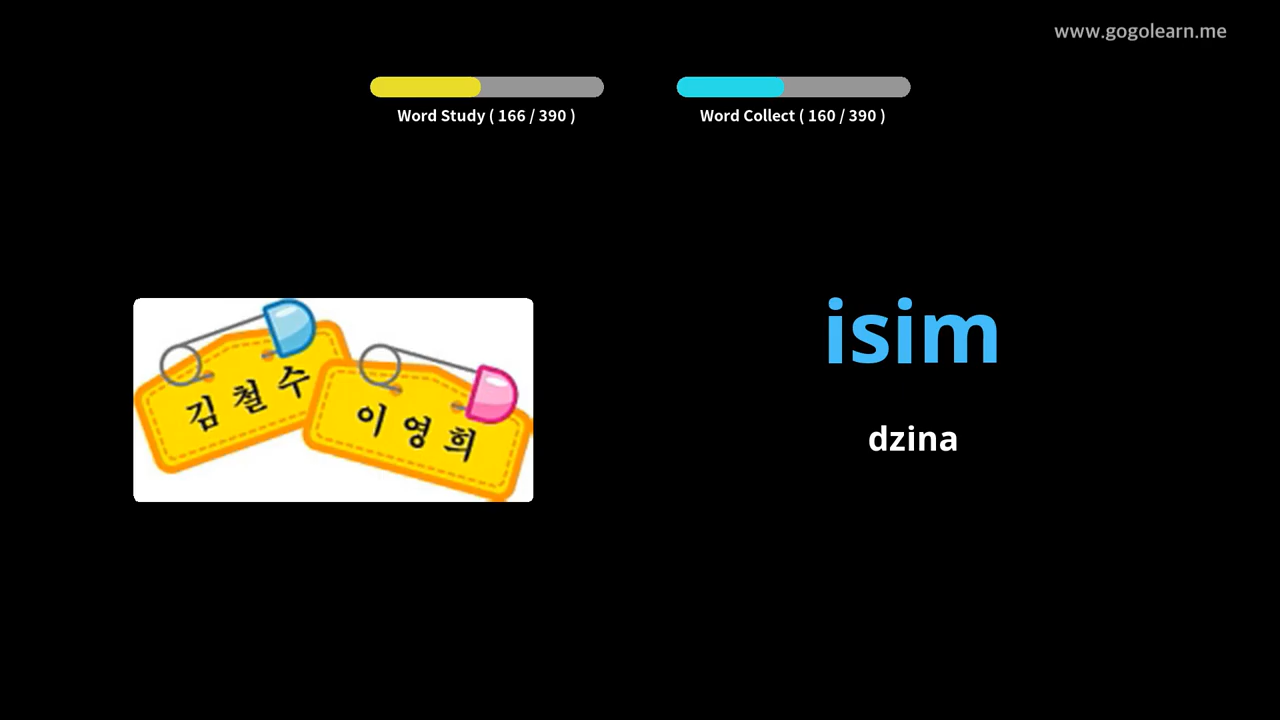 www.gogolearn.me
Word Study ( 166 / 390 )
Word Collect ( 160 / 390 )
김철수
이영희
isim
dzina